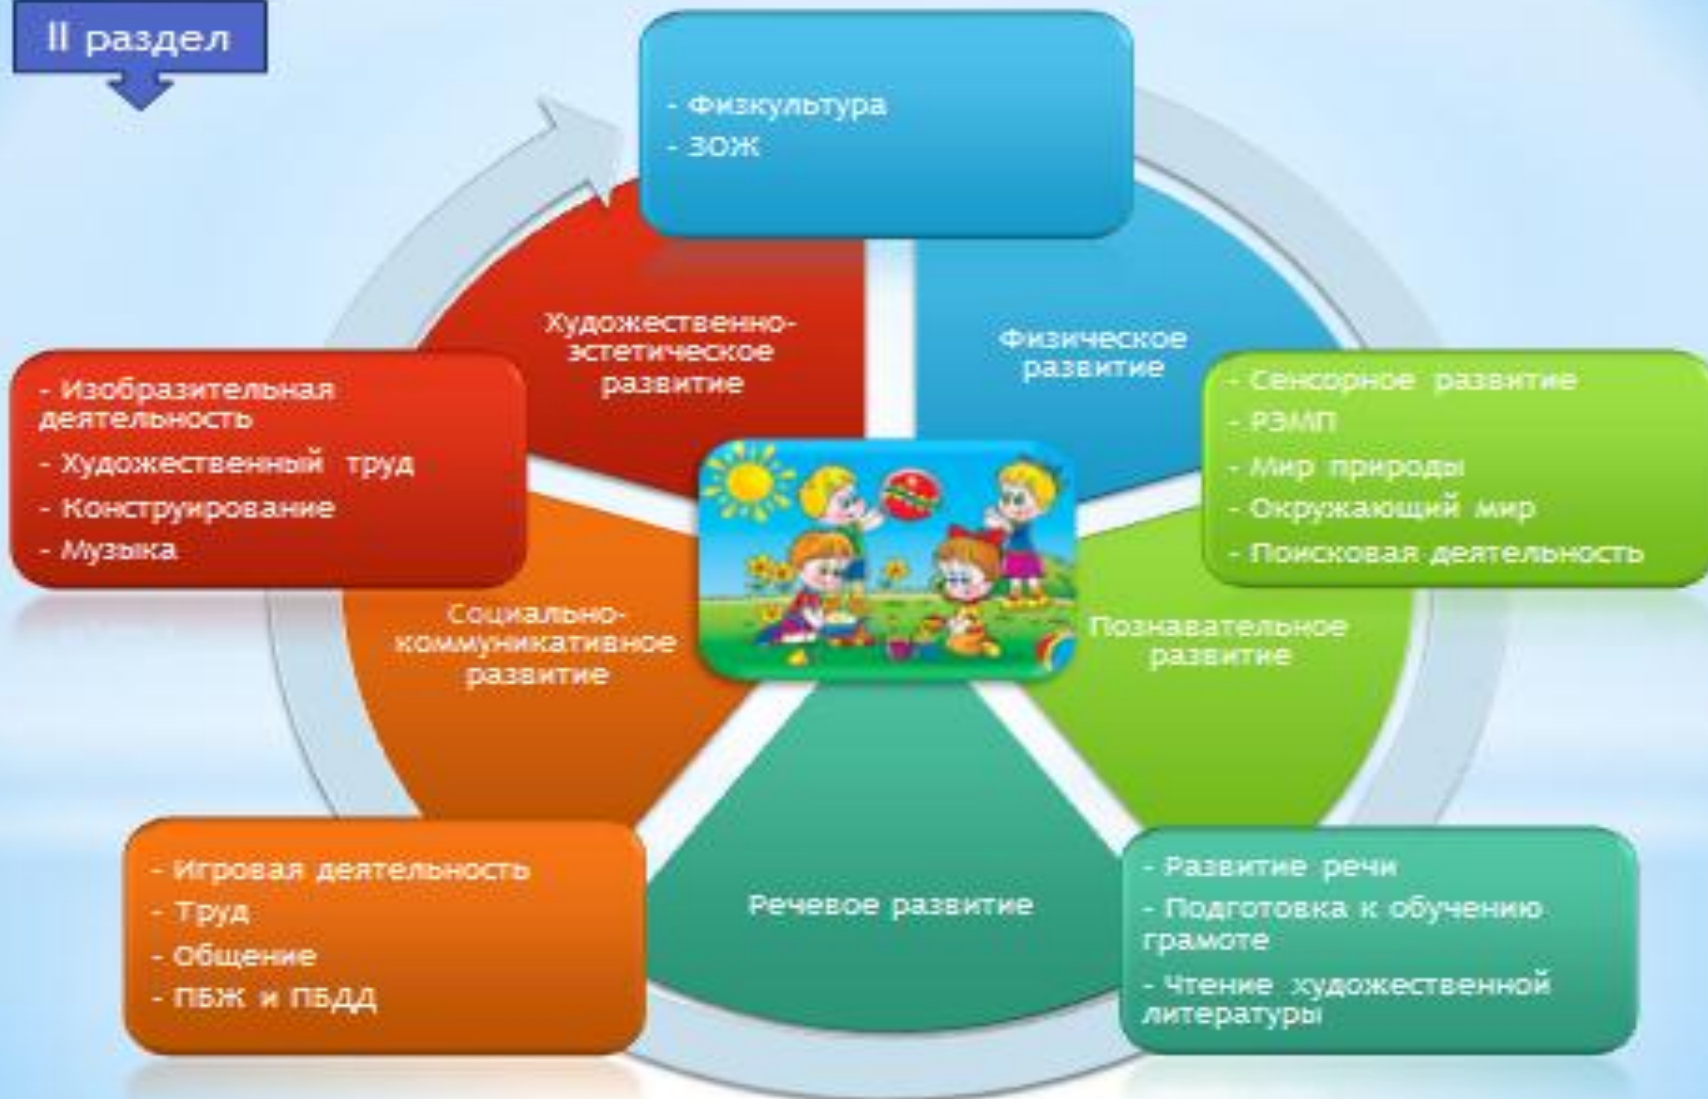 II раздел
- Физкультура
- ЗОЖ
Художественно-
эстетическое
развитие
Физическое
развитие
- Изобразительная
деятельность
- Художественный труд
- Конструирование
- Музыка
- Сенсорное развитие
- РЭМП
- Мир природы
- Окружающий мир
- Поисковая деятельность
Социально-
коммуникативное
развитие
Познавательное
развитие
- Игровая деятельность
- Труд
- Общение
- ПБЖ и ПБДД
Речевое развитие
- Развитие речи
- Подготовка к обучению
грамоте
- Чтение художественной
литературы